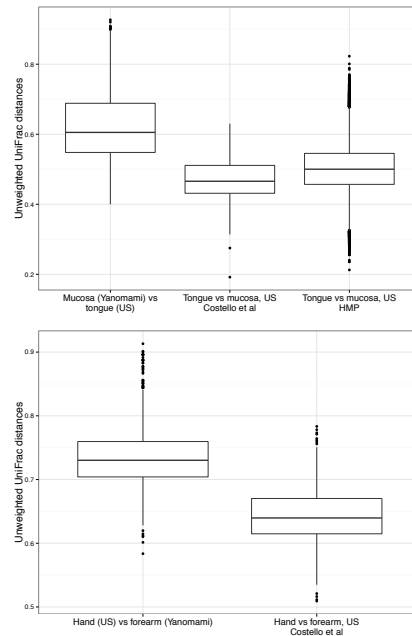 Unweighted UniFrac distances
0.8
0.6
0.4
0.2
Mucosa (Yanomami) vs
tongue (US)
Tongue vs mucosa, US
Costello et al
Tongue vs mucosa, US
HMP
Unweighted UniFrac distances
0.9
0.8
0.7
0.6
0.5
Hand (US) vs forearm (Yanomami)
Hand vs forearm, US
Costello et al